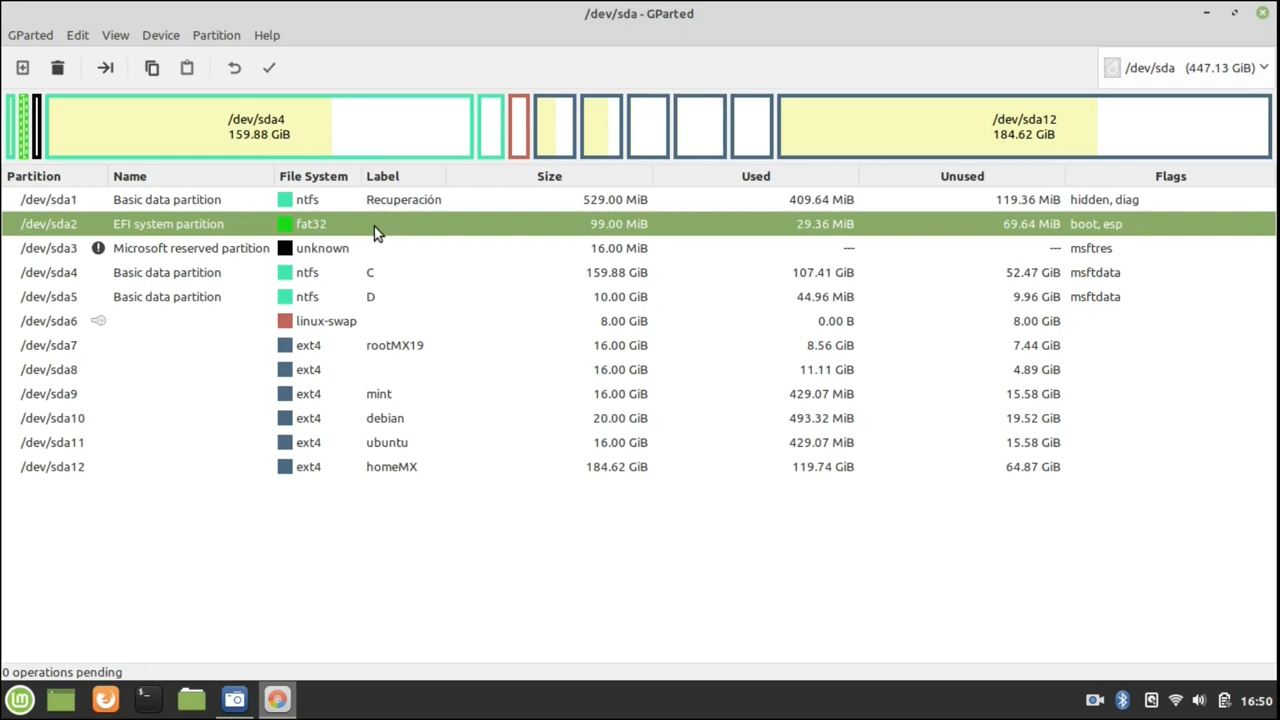 /dev/sda - GParted
GParted Edit View Device Partition Help
/dev/sda (447.13 GiB)
/dev/sda4
159.88 GiB
/dev/sda12
184.62 GiB
Partition Name File System Label Size Used Unused Flags
/dev/sda1 Basic data partition ntfs Recuperación 529.00 MiB 409.64 MiB 119.36 MiB hidden, diag
/dev/sda2 EFI system partition fat32 99.00 MiB 29.36 MiB 69.64 MiB boot, esp
/dev/sda3 Microsoft reserved partition unknown 16.00 MiB --- --- msftres
/dev/sda4 Basic data partition ntfs C 159.88 GiB 107.41 GiB 52.47 GiB msftdata
/dev/sda5 Basic data partition ntfs D 10.00 GiB 44.96 MiB 9.96 GiB msftdata
/dev/sda6 linux-swap 8.00 GiB 0.00 B 8.00 GiB
/dev/sda7 ext4 rootMX19 16.00 GiB 8.56 GiB 7.44 GiB
/dev/sda8 ext4 16.00 GiB 11.11 GiB 4.89 GiB
/dev/sda9 ext4 mint 16.00 GiB 429.07 MiB 15.58 GiB
/dev/sda10 ext4 debian 20.00 GiB 493.32 MiB 19.52 GiB
/dev/sda11 ext4 ubuntu 16.00 GiB 429.07 MiB 15.58 GiB
/dev/sda12 ext4 homeMX 184.62 GiB 119.74 GiB 64.87 GiB
0 operations pending
16:50